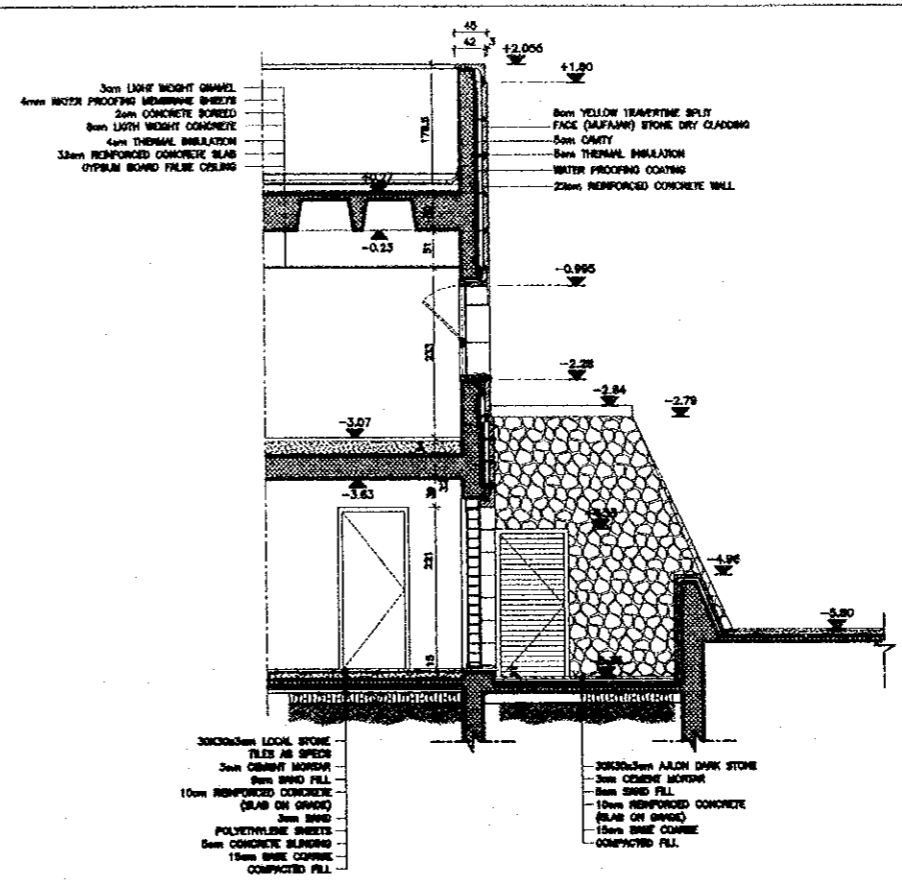 45
42 3
+2.055
+1.80
3cm LIGHT WEIGHT GRAVEL
4mm WATER PROOFING MEMBRANE SHEETS
2cm CONCRETE SCREED
8cm LIGTH WEIGHT CONCRETE
4cm THERMAL INSULATION
32cm REINFORCED CONCRETE SLAB
GYPSUM BOARD FALSE CEILING
178.5
8cm YELLOW TRAVERTINE SPLIT
FACE (MUFAJAR) STONE DRY CLADDING
5cm CAVITY
5cm THERMAL INSULATION
WATER PROOFING COATING
23cm REINFORCED CONCRETE WALL
-0.23
51
-0.995
233
-2.28
-2.84
-2.79
-3.07
-3.63
39
221
-4.96
-5.80
15
30X30x3cm LOCAL STONE
TILES AS SPECS
3cm CEMENT MORTAR
9cm SAND FILL
10cm REINFORCED CONCRETE
(SLAB ON GRADE)
3cm SAND
POLYETHYLENE SHEETS
5cm CONCRETE BLINDING
15cm BASE COARSE
COMPACTED FILL
30X30x3cm AJLON DARK STONE
3cm CEMENT MORTAR
5cm SAND FILL
10cm REINFORCED CONCRETE
(SLAB ON GRADE)
15cm BASE COARSE
COMPACTED FILL